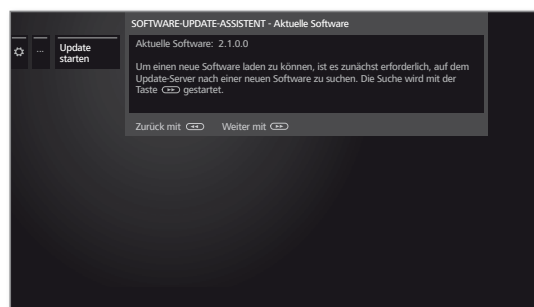 SOFTWARE-UPDATE-ASSISTENT - Aktuelle Software
...
Update
starten
Aktuelle Software: 2.1.0.0
Um einen neue Software laden zu können, ist es zunächst erforderlich, auf dem
Update-Server nach einer neuen Software zu suchen. Die Suche wird mit der
Taste gestartet.
Zurück mit Weiter mit